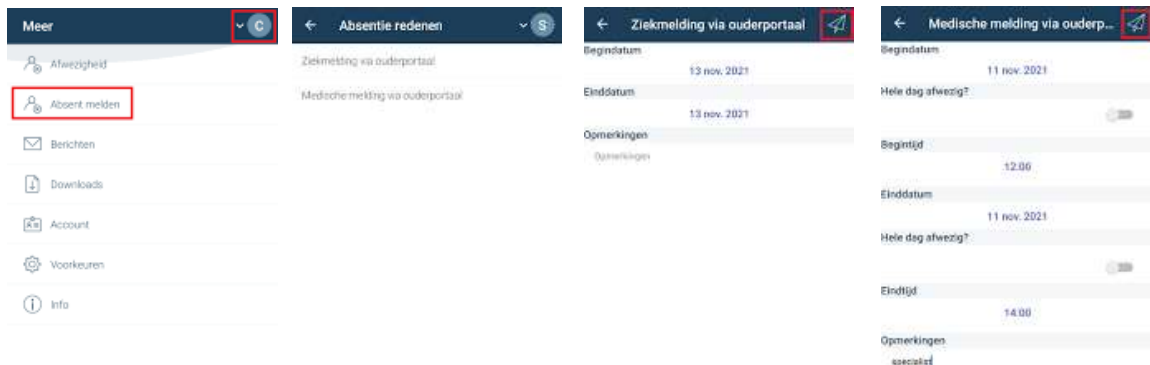 Meer
C
Afwezigheid
Absent melden
Berichten
Downloads
Account
Voorkeuren
Info
Absentie redenen
S
Ziekmelding via ouderportaal
Medische melding via ouderportaal
Ziekmelding via ouderportaal
Begindatum
13 nov. 2021
Einddatum
13 nov. 2021
Opmerkingen
Opmerkingen
Medische melding via ouderp...
Begindatum
11 nov. 2021
Hele dag afwezig?
Begintijd
12:00
Einddatum
11 nov. 2021
Hele dag afwezig?
Eindtijd
14:00
Opmerkingen
specialist